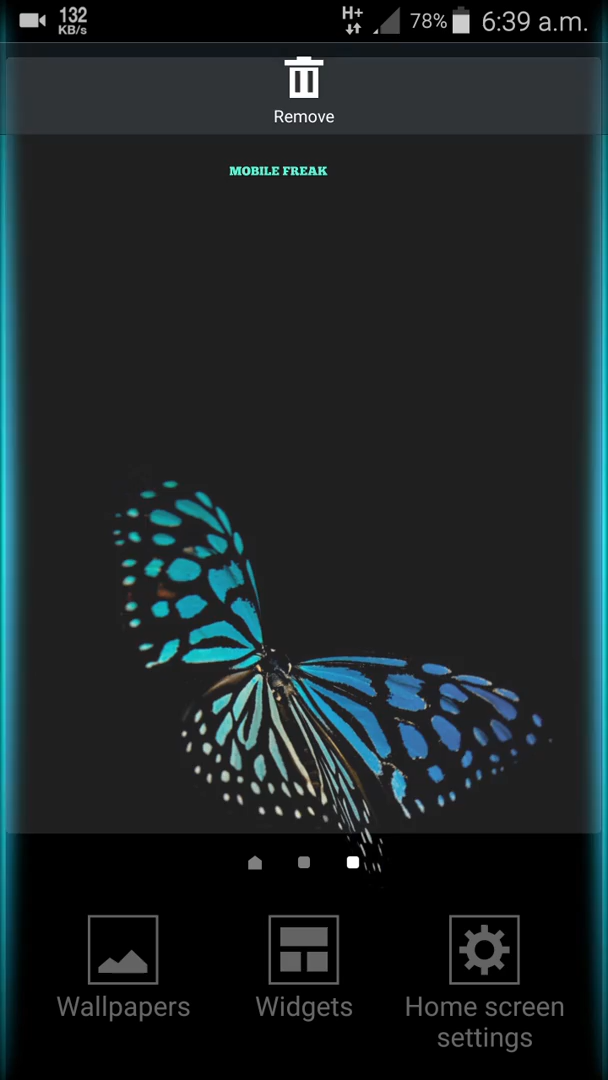 132
KB/s
H+
78%
6:39 a.m.
Remove
MOBILE FREAK
Wallpapers
Widgets
Home screen
settings